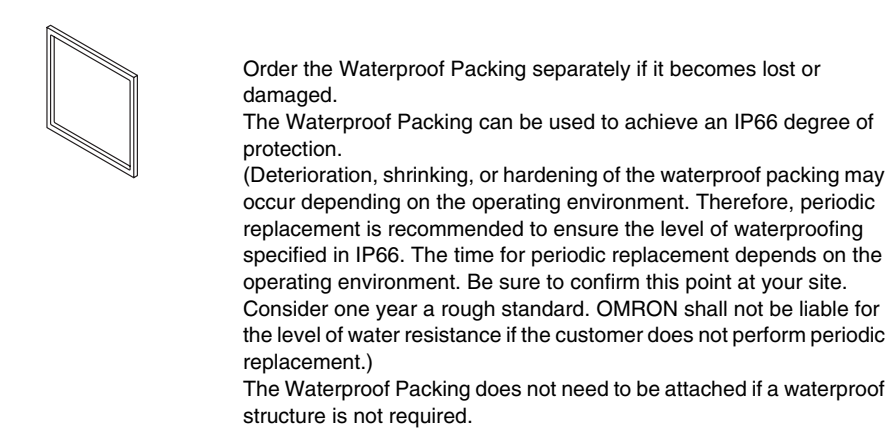 Order the Waterproof Packing separately if it becomes lost or
damaged.
The Waterproof Packing can be used to achieve an IP66 degree of
protection.
(Deterioration, shrinking, or hardening of the waterproof packing may
occur depending on the operating environment. Therefore, periodic
replacement is recommended to ensure the level of waterproofing
specified in IP66. The time for periodic replacement depends on the
operating environment. Be sure to confirm this point at your site.
Consider one year a rough standard. OMRON shall not be liable for
the level of water resistance if the customer does not perform periodic
replacement.)
The Waterproof Packing does not need to be attached if a waterproof
structure is not required.